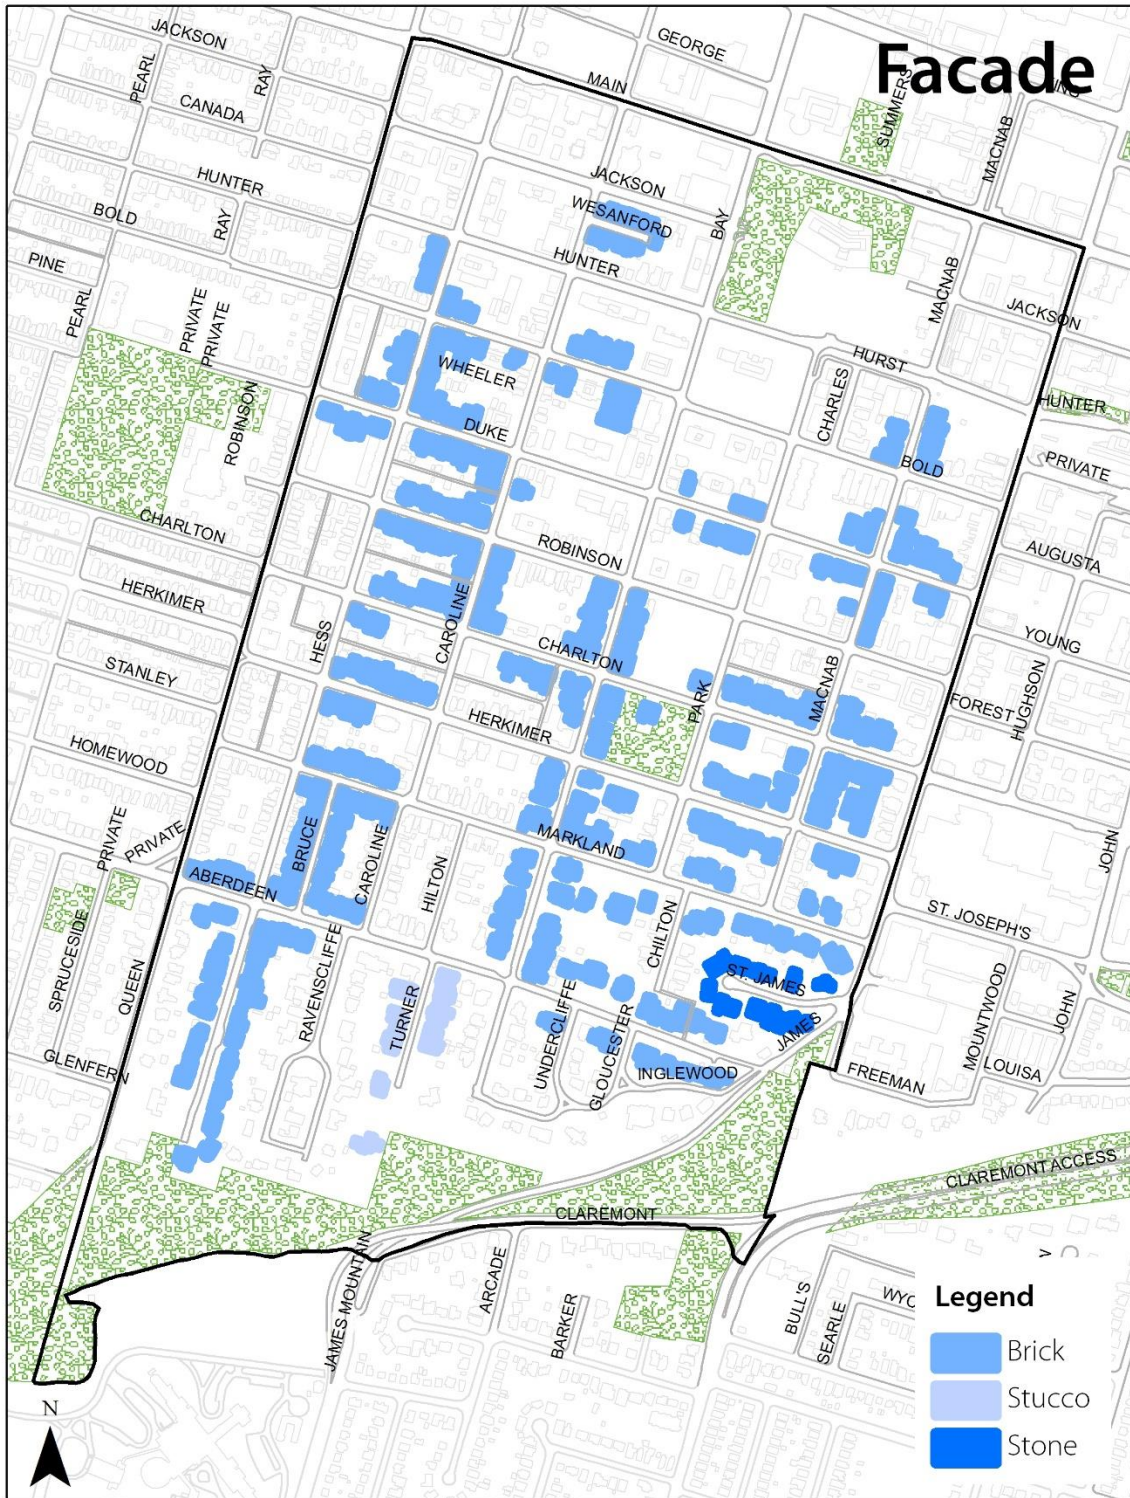 Facade
JACKSON
GEORGE
PEARL
RAY
MAIN
SUMMERS
CANADA
MACNAB
HUNTER
JACKSON
WESANFORD
BAY
BOLD
RAY
HUNTER
PINE
MACNAB
JACKSON
PEARL
PRIVATE
PRIVATE
HURST
WHEELER
CHARLES
HUNTER
ROBINSON
DUKE
BOLD
PRIVATE
CHARLTON
ROBINSON
AUGUSTA
HERKIMER
HESS
CAROLINE
CHARLTON
YOUNG
STANLEY
PARK
MACNAB
FOREST
HUGHSON
HERKIMER
HOMEWOOD
PRIVATE
PRIVATE
BRUCE
CAROLINE
MARKLAND
JOHN
ABERDEEN
HILTON
SPRUCESIDE
QUEEN
RAVENSCLIFFE
CHILTON
ST. JOSEPH'S
TURNER
ST. JAMES
UNDERCLIFFE
GLOUCESTER
JAMES
MOUNTWOOD
JOHN
GLENFERN
INGLEWOOD
FREEMAN
LOUISA
CLAREMONT ACCESS
CLAREMONT
JAMES MOUNTAIN
ARCADE
BARKER
BULL'S
SEARLE
Legend
Brick
Stucco
Stone
N